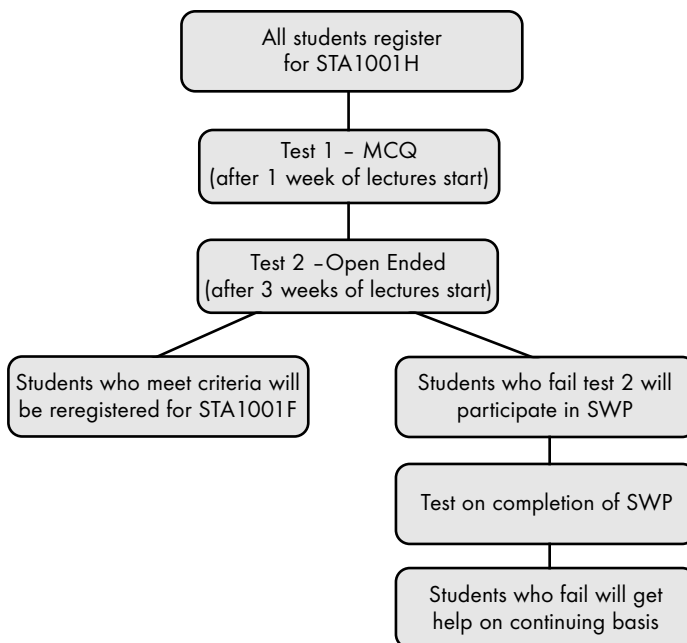 All students register
for STA1001H
Test 1 – MCQ
(after 1 week of lectures start)
Test 2 –Open Ended
(after 3 weeks of lectures start)
Students who meet criteria will
be reregistered for STA1001F
Students who fail test 2 will
participate in SWP
Test on completion of SWP
Students who fail will get
help on continuing basis